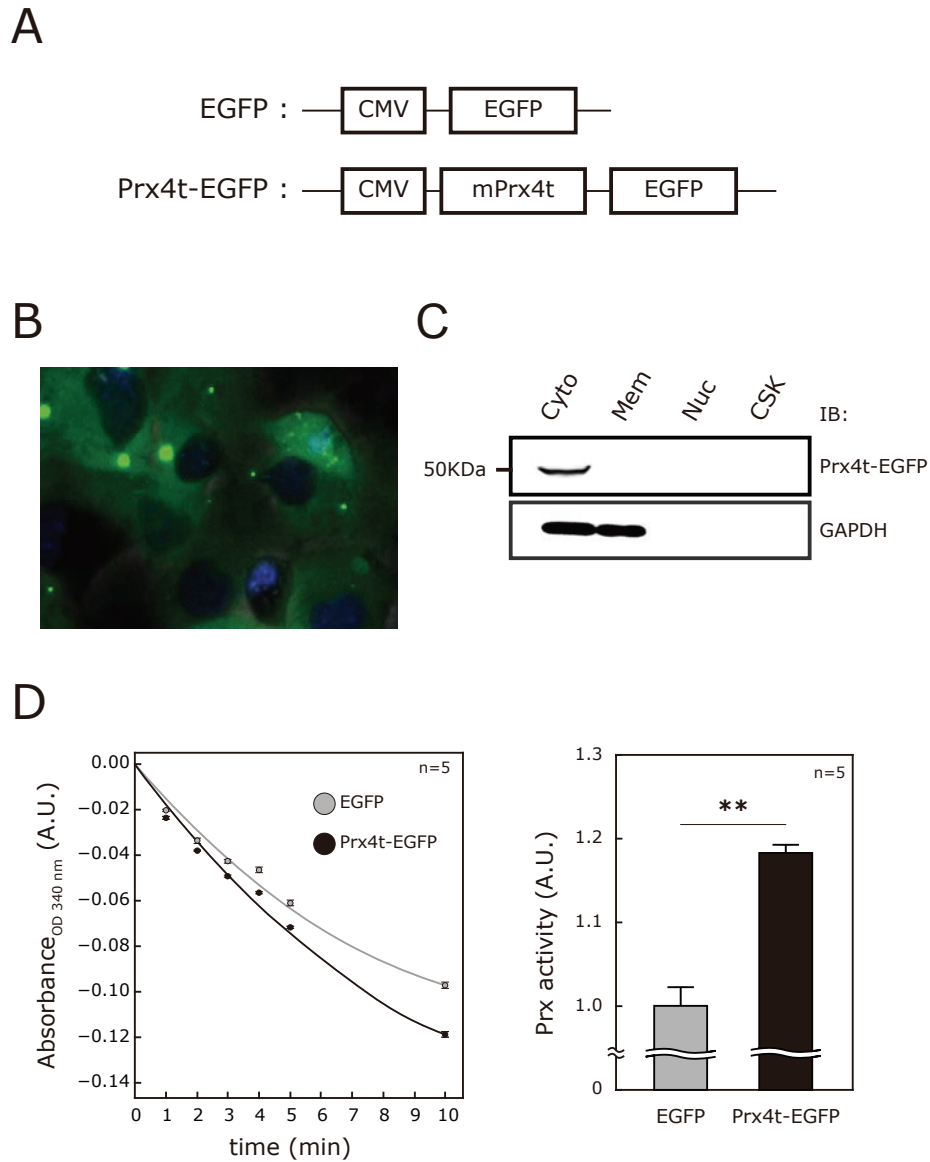 A
EGFP : CMV EGFP
Prx4t-EGFP : CMV mPrx4t EGFP
B
C
Cyto Mem Nuc CSK IB:
50KDa Prx4t-EGFP
GAPDH
D
Absorbance OD 340 nm (A.U.)
0.00
−0.02
−0.04
−0.06
−0.08
−0.10
−0.12
−0.14
n=5
EGFP
Prx4t-EGFP
0 1 2 3 4 5 6 7 8 9 10
time (min)
Prx activity (A.U.)
1.3
1.2
1.1
1.0
0
n=5
**
EGFP Prx4t-EGFP